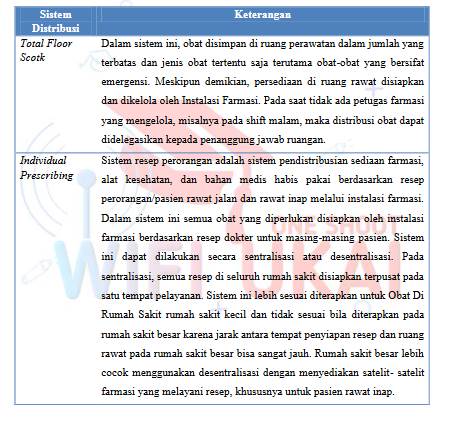 Sistem Distribusi
Keterangan
Total Floor Scotk
Dalam sistem ini, obat disimpan di ruang perawatan dalam jumlah yang
terbatas dan jenis obat tertentu saja terutama obat-obat yang bersifat
emergensi. Meskipun demikian, persediaan di ruang rawat disiapkan
dan dikelola oleh Instalasi Farmasi. Pada saat tidak ada petugas farmasi
yang mengelola, misalnya pada shift malam, maka distribusi obat dapat
didelegasikan kepada penanggung jawab ruangan.
Individual Prescribing
Sistem resep perorangan adalah sistem pendistribusian sediaan farmasi,
alat kesehatan, dan bahan medis habis pakai berdasarkan resep
perorangan/pasien rawat jalan dan rawat inap melalui instalasi farmasi.
Dalam sistem ini semua obat yang diperlukan disiapkan oleh instalasi
farmasi berdasarkan resep dokter untuk masing-masing pasien. Sistem
ini dapat dilakukan secara sentralisasi atau desentralisasi. Pada
sentralisasi, semua resep di seluruh rumah sakit disiapkan terpusat pada
satu tempat pelayanan. Sistem ini lebih sesuai diterapkan untuk Obat Di
Rumah Sakit rumah sakit kecil dan tidak sesuai bila diterapkan pada
rumah sakit besar karena jarak antara tempat penyiapan resep dan ruang
rawat pada rumah sakit besar bisa sangat jauh. Rumah sakit besar lebih
cocok menggunakan desentralisasi dengan menyediakan satelit- satelit
farmasi yang melayani resep, khususnya untuk pasien rawat inap.
ONE SHOOT
WIFI UKAI